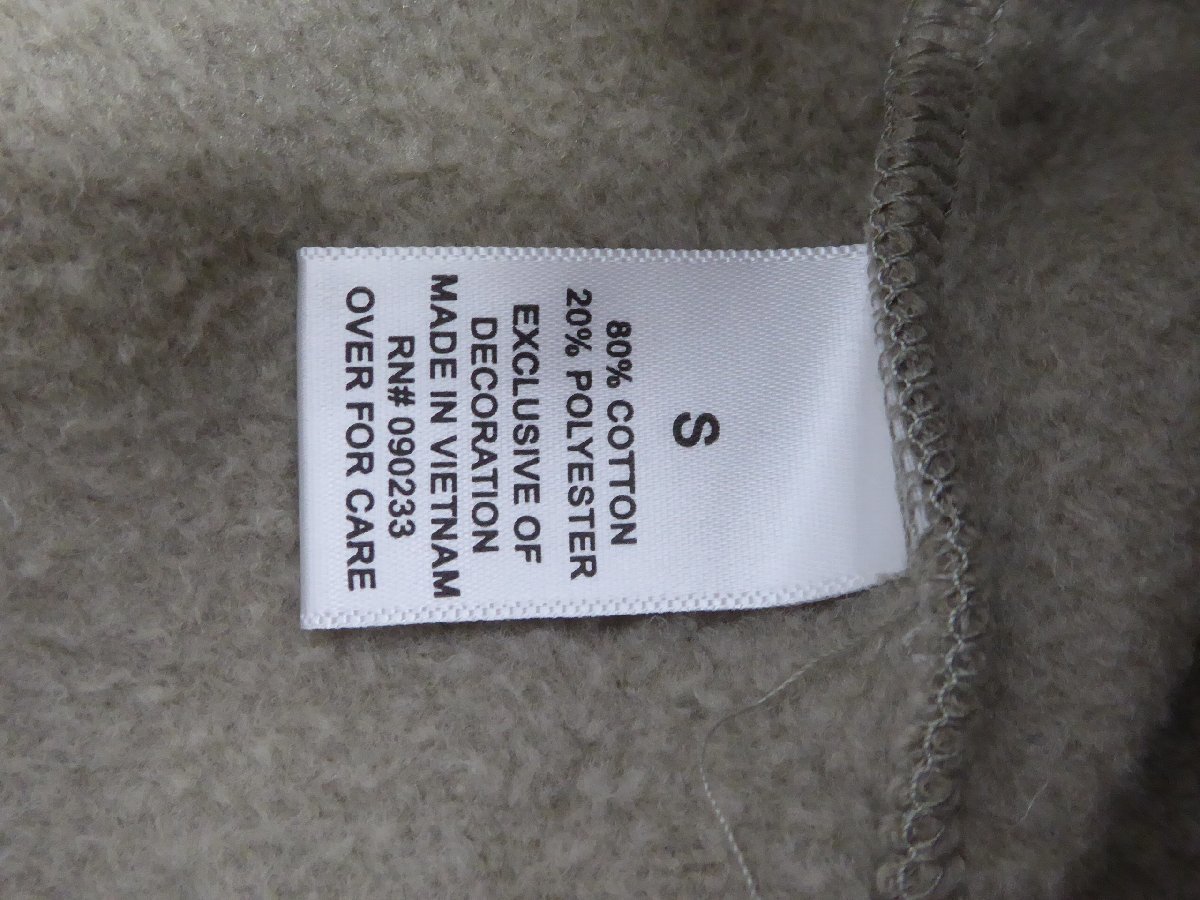 S
80% COTTON
20% POLYESTER
EXCLUSIVE OF
DECORATION
MADE IN VIETNAM
RN# 090233
OVER FOR CARE